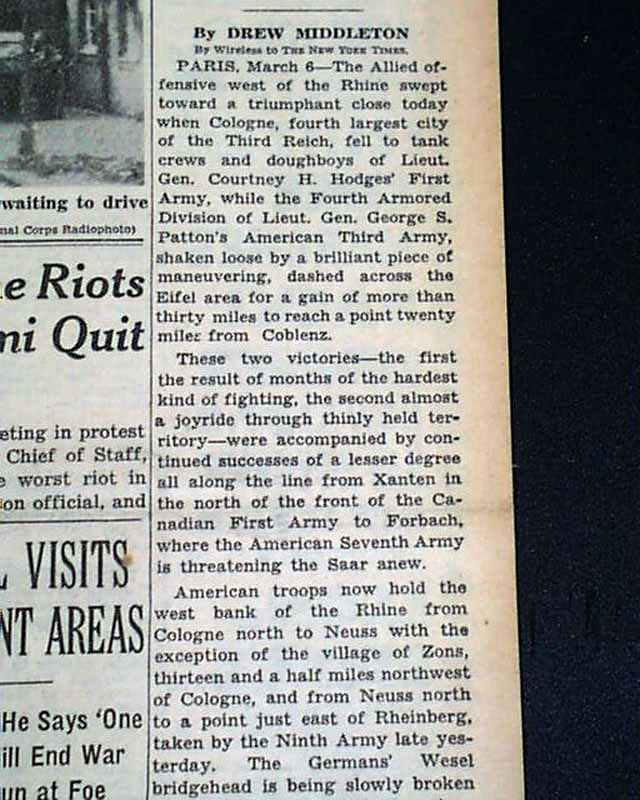 waiting to drive
nal Corps Radiophoto)
e Riots
ni Quit
eting in protest
Chief of Staff,
e worst riot in
on official, and
VISITS
NT AREAS
He Says 'One
ill End War
un at Foe
By DREW MIDDLETON
By Wireless to THE NEW YORK TIMES.
PARIS, March 6—The Allied of-
fensive west of the Rhine swept
toward a triumphant close today
when Cologne, fourth largest city
of the Third Reich, fell to tank
crews and doughboys of Lieut.
Gen. Courtney H. Hodges' First
Army, while the Fourth Armored
Division of Lieut. Gen. George S.
Patton's American Third Army,
shaken loose by a brilliant piece of
maneuvering, dashed across the
Eifel area for a gain of more than
thirty miles to reach a point twenty
miles from Coblenz.
These two victories—the first
the result of months of the hardest
kind of fighting, the second almost
a joyride through thinly held ter-
ritory—were accompanied by con-
tinued successes of a lesser degree
all along the line from Xanten in
the north of the front of the Ca-
nadian First Army to Forbach,
where the American Seventh Army
is threatening the Saar anew.
American troops now hold the
west bank of the Rhine from
Cologne north to Neuss with the
exception of the village of Zons,
thirteen and a half miles northwest
of Cologne, and from Neuss north
to a point just east of Rheinberg,
taken by the Ninth Army late yes-
terday. The Germans' Wesel
bridgehead is being slowly broken